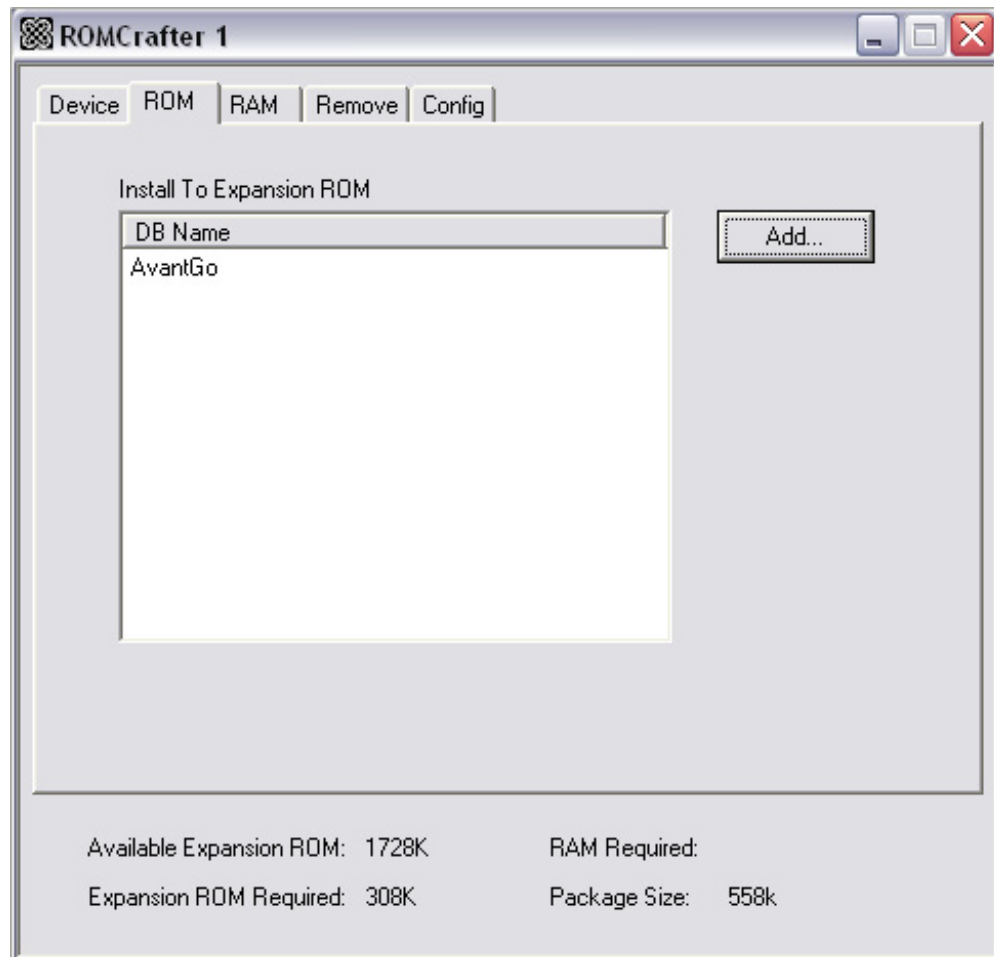 ROMCrafter 1
Device ROM RAM Remove Config
Install To Expansion ROM
DB Name
Add...
AvantGo
Available Expansion ROM: 1728K RAM Required:
Expansion ROM Required: 308K Package Size: 558k